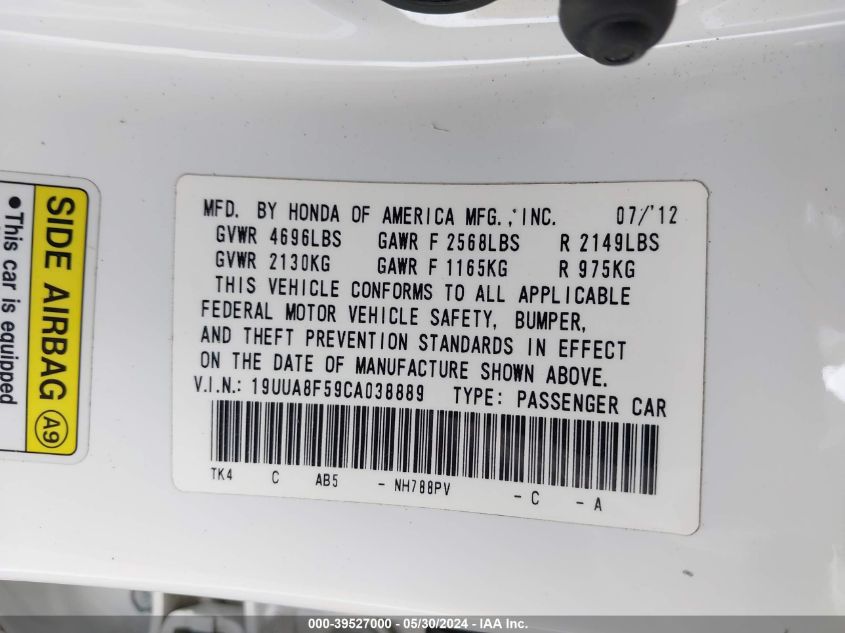 MFD. BY HONDA OF AMERICA MFG., INC. 07/'12
GVWR 4696LBS GAWR F 2568LBS R 2149LBS
GVWR 2130KG GAWR F 1165KG R 975KG
THIS VEHICLE CONFORMS TO ALL APPLICABLE
FEDERAL MOTOR VEHICLE SAFETY, BUMPER,
AND THEFT PREVENTION STANDARDS IN EFFECT
ON THE DATE OF MANUFACTURE SHOWN ABOVE.
V.I.N.: 19UUA8F59CA038889 TYPE: PASSENGER CAR
TK4 C AB5 - NH788PV - C - A
SIDE AIRBAG A9
●This car is equipped
000-39527000 - 05/30/2024 - IAA Inc.